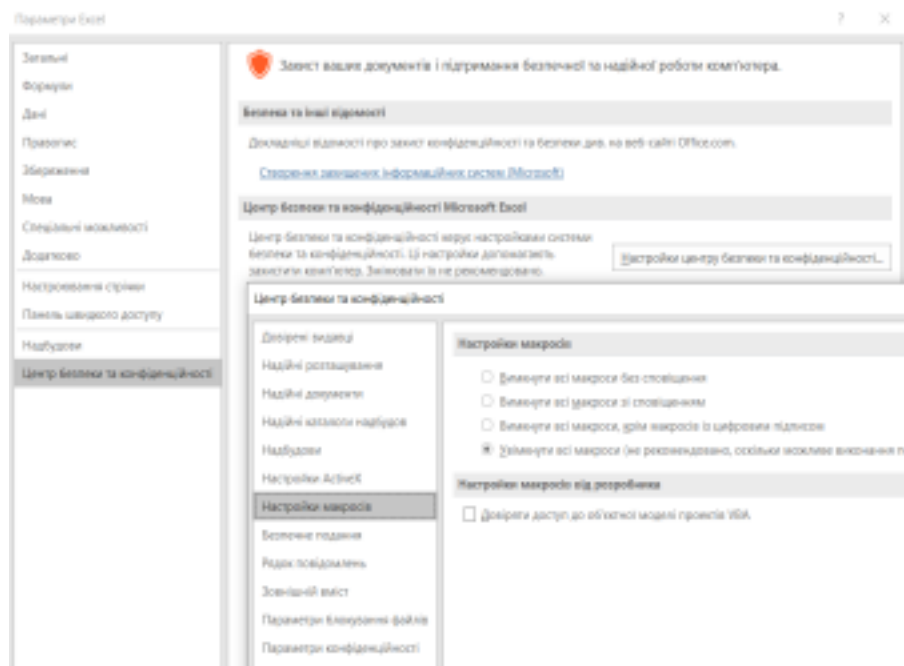 Параметри Excel
? ×
Загальні
Формули
Дані
Правопис
Збереження
Мова
Спеціальні можливості
Додатково
Настроювання стрічки
Панель швидкого доступу
Надбудови
Центр безпеки та конфіденційності
Захист ваших документів і підтримання безпечної та надійної роботи комп'ютера.
Безпека та інші відомості
Докладніші відомості про захист конфіденційності та безпеки див. на веб-сайті Office.com.
Створення захищених інформаційних систем (Microsoft)
Центр безпеки та конфіденційності Microsoft Excel
Центр безпеки та конфіденційності керує настройками системи
безпеки та конфіденційності. Ці настройки допомагають
захистити комп'ютер. Змінювати їх не рекомендовано.
Настройки центру безпеки та конфіденційності...
Центр безпеки та конфіденційності
Довірені видавці
Надійні розташування
Надійні документи
Надійні каталоги надбудов
Надбудови
Настройки ActiveX
Настройки макросів
Безпечне подання
Рядок повідомлень
Зовнішній вміст
Параметри блокування файлів
Параметри конфіденційності
Настройки макросів
Вимкнути всі макроси без сповіщення
Вимкнути всі макроси зі сповіщенням
Вимкнути всі макроси, крім макросів із цифровим підписом
Увімкнути всі макроси (не рекомендовано, оскільки можливе виконання п
Настройки макросів від розробника
Довіряти доступ до об'єктної моделі проектів VBA